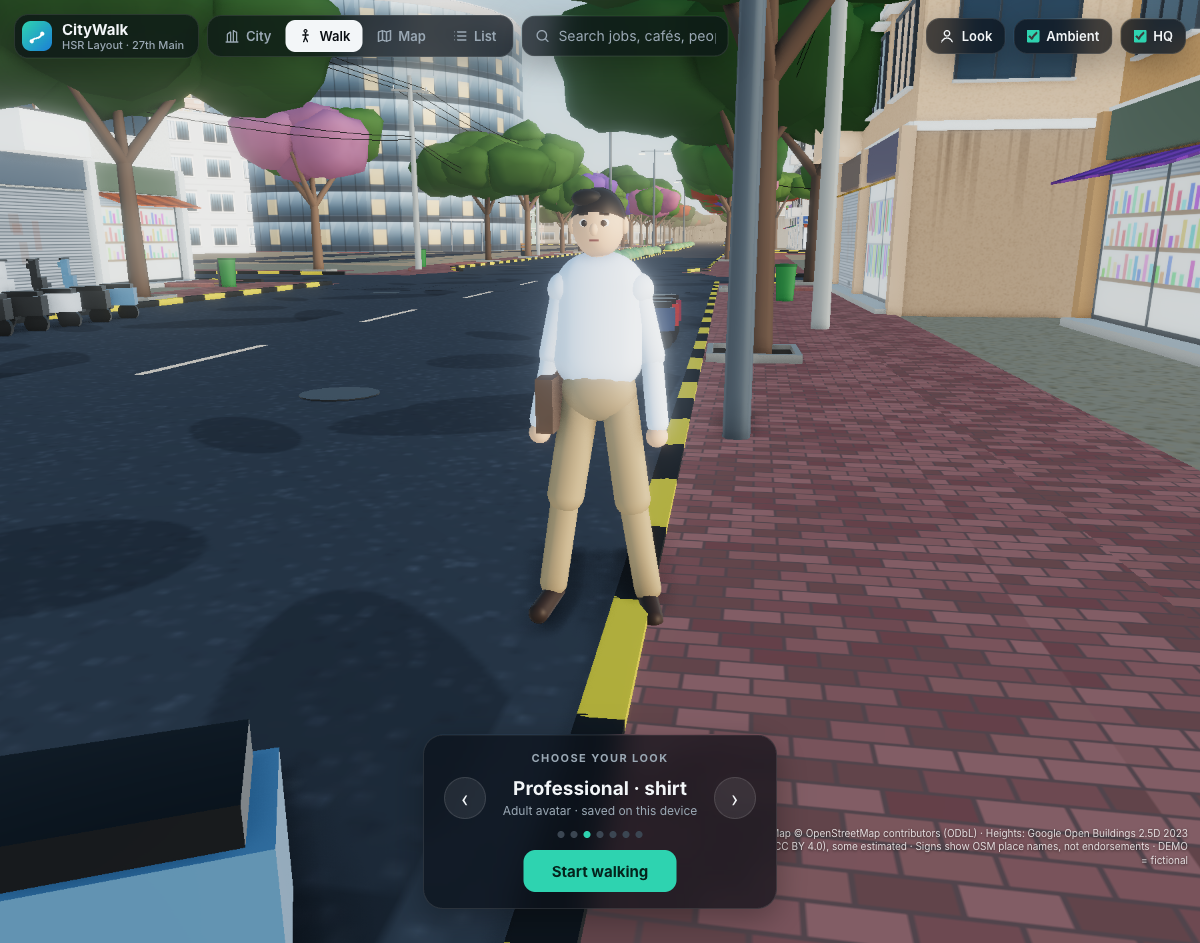 CityWalk
HSR Layout · 27th Main
City
Walk
Map
List
Search jobs, cafés, peop
Look
Ambient
HQ
CHOOSE YOUR LOOK
‹
Professional · shirt
›
Adult avatar · saved on this device
Start walking
Map © OpenStreetMap contributors (ODbL) · Heights: Google Open Buildings 2.5D 2023
CC BY 4.0), some estimated · Signs show OSM place names, not endorsements · DEMO
= fictional